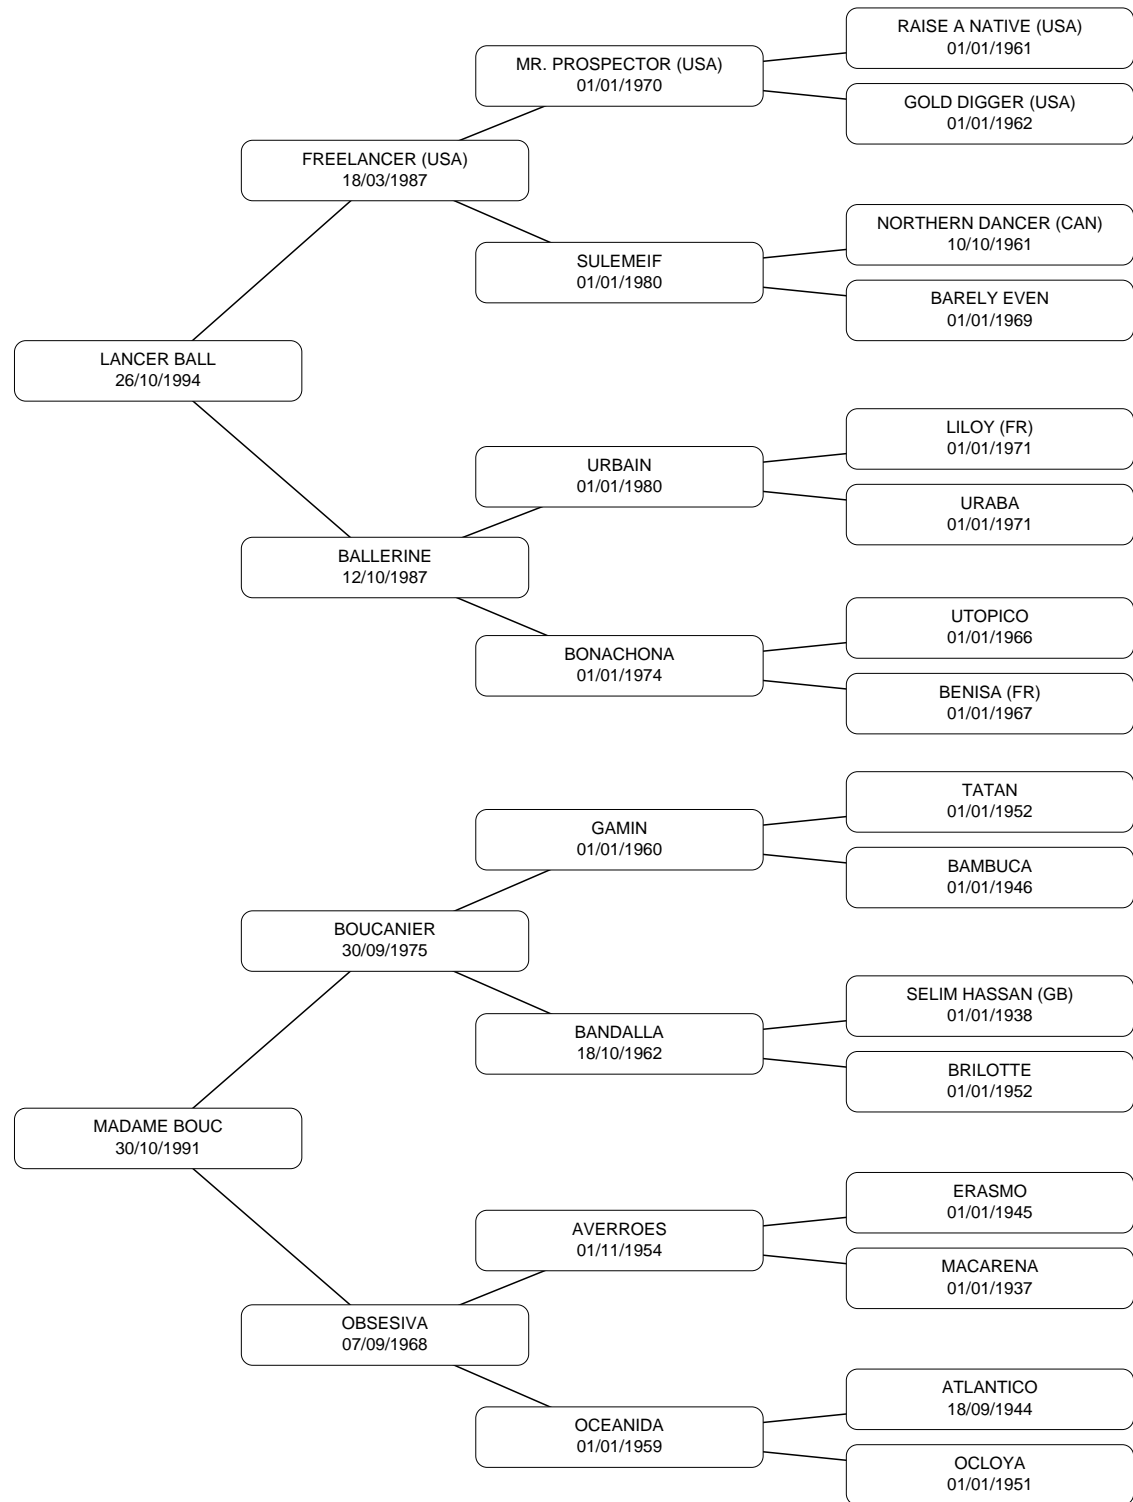 RAISE A NATIVE (USA)
01/01/1961
MR. PROSPECTOR (USA)
01/01/1970
GOLD DIGGER (USA)
01/01/1962
FREELANCER (USA)
18/03/1987
NORTHERN DANCER (CAN)
10/10/1961
SULEMEIF
01/01/1980
BARELY EVEN
01/01/1969
LANCER BALL
26/10/1994
LILOY (FR)
01/01/1971
URBAIN
01/01/1980
URABA
01/01/1971
BALLERINE
12/10/1987
UTOPICO
01/01/1966
BONACHONA
01/01/1974
BENISA (FR)
01/01/1967
TATAN
01/01/1952
GAMIN
01/01/1960
BAMBUCA
01/01/1946
BOUCANIER
30/09/1975
SELIM HASSAN (GB)
01/01/1938
BANDALLA
18/10/1962
BRILOTTE
01/01/1952
MADAME BOUC
30/10/1991
ERASMO
01/01/1945
AVERROES
01/11/1954
MACARENA
01/01/1937
OBSESIVA
07/09/1968
ATLANTICO
18/09/1944
OCEANIDA
01/01/1959
OCLOYA
01/01/1951